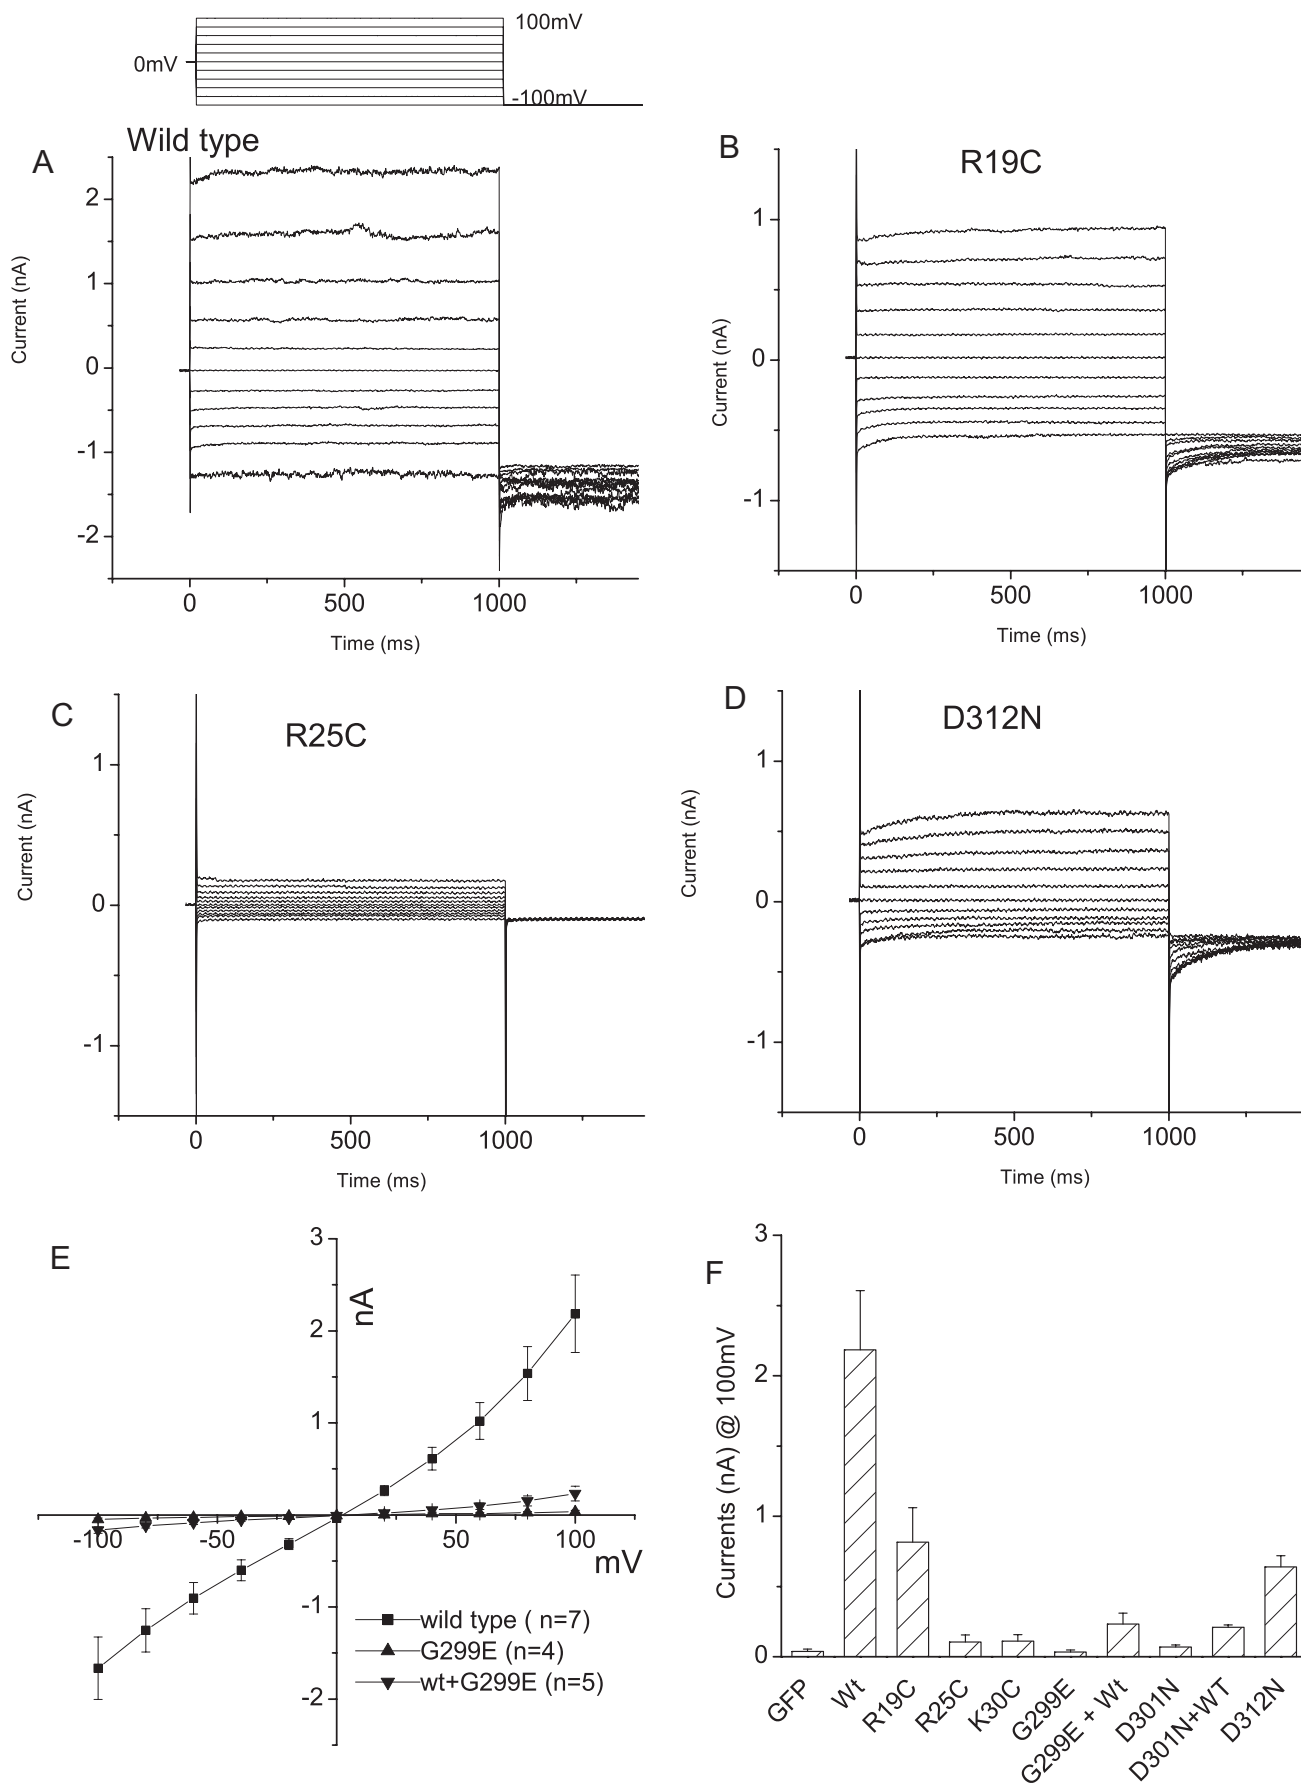 100mV
0mV
-100mV
A
Wild type
2
1
0
-1
-2
Current (nA)
0
500
1000
Time (ms)
B
R19C
1
0
-1
Current (nA)
0
500
1000
Time (ms)
C
R25C
1
0
-1
Current (nA)
0
500
1000
Time (ms)
D
D312N
1
0
-1
Current (nA)
0
500
1000
Time (ms)
E
3
2
1
-1
-2
nA
-100
-50
50
100
mV
wild type ( n=7)
G299E (n=4)
wt+G299E (n=5)
F
3
2
1
0
Currents (nA) @ 100mV
GFP
Wt
R19C
R25C
K30C
G299E
G299E + Wt
D301N
D301N+WT
D312N